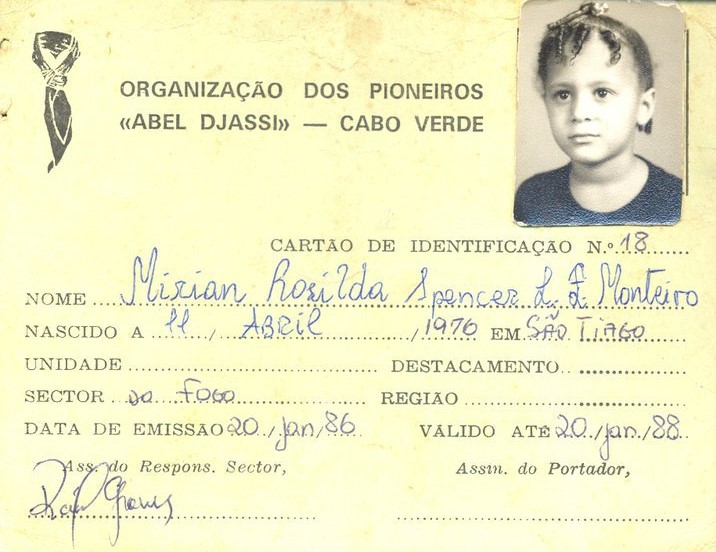 ORGANIZAÇÃO DOS PIONEIROS
«ABEL DJASSI» — CABO VERDE
CARTÃO DE IDENTIFICAÇÃO N.º 18
NOME Mirian Rosilda Spencer L. E. Monteiro
NASCIDO A 11 / ABRIL / 1976 EM SÃO TIAGO
UNIDADE DESTACAMENTO
SECTOR do FOGO REGIÃO
DATA DE EMISSÃO 20 / jan / 86 VÁLIDO ATÉ 20 / jan / 88
Ass. do Respons. Sector, Assin. do Portador,